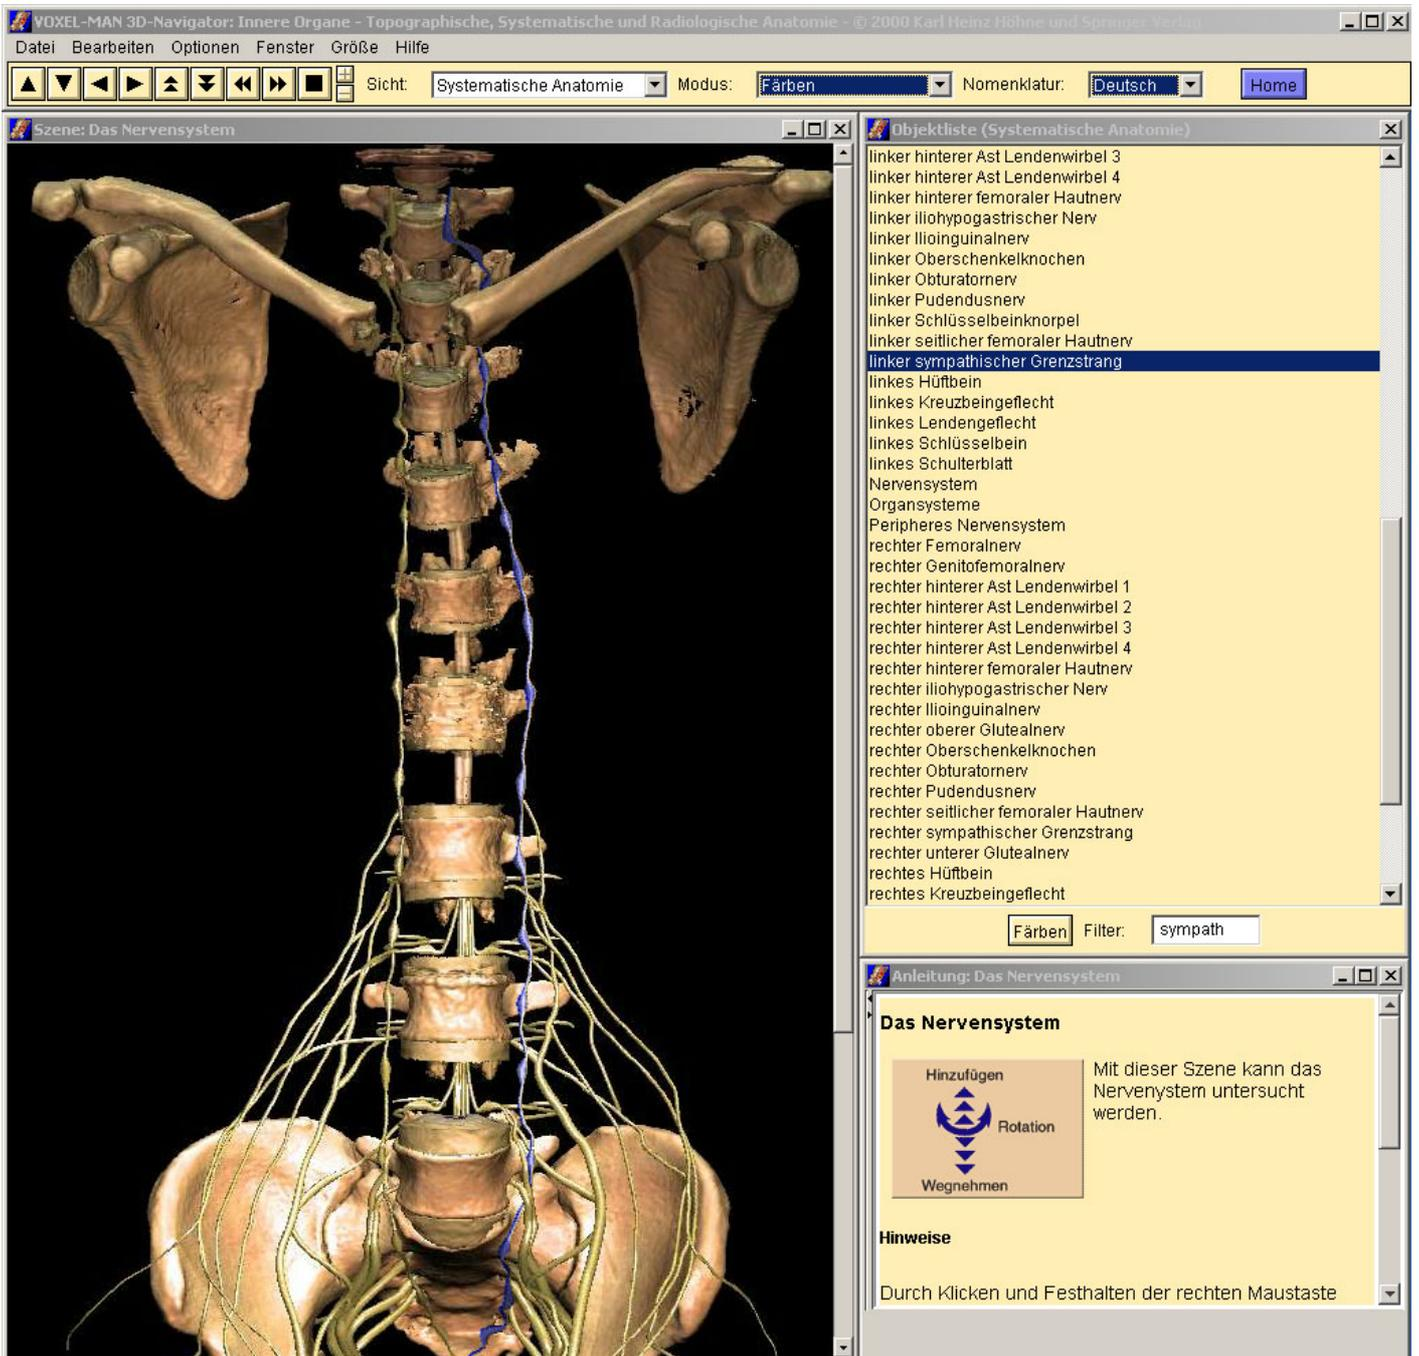 VOXEL-MAN 3D-Navigator: Innere Organe - Topographische, Systematische und Radiologische Anatomie - © 2000 Karl Heinz Höhne und Springer Verlag
Datei Bearbeiten Optionen Fenster Größe Hilfe
Sicht: Systematische Anatomie Modus: Färben Nomenklatur: Deutsch Home
Szene: Das Nervensystem
Objektliste (Systematische Anatomie)
linker hinterer Ast Lendenwirbel 3
linker hinterer Ast Lendenwirbel 4
linker hinterer femoraler Hautnerv
linker iliohypogastrischer Nerv
linker Ilioinguinalnerv
linker Oberschenkelknochen
linker Obturatornerv
linker Pudendusnerv
linker Schlüsselbeinknorpel
linker seitlicher femoraler Hautnerv
linker sympathischer Grenzstrang
linkes Hüftbein
linkes Kreuzbeingeflecht
linkes Lendengeflecht
linkes Schlüsselbein
linkes Schulterblatt
Nervensystem
Organsysteme
Peripheres Nervensystem
rechter Femoralnerv
rechter Genitofemoralnerv
rechter hinterer Ast Lendenwirbel 1
rechter hinterer Ast Lendenwirbel 2
rechter hinterer Ast Lendenwirbel 3
rechter hinterer Ast Lendenwirbel 4
rechter hinterer femoraler Hautnerv
rechter iliohypogastrischer Nerv
rechter Ilioinguinalnerv
rechter oberer Glutealnerv
rechter Oberschenkelknochen
rechter Obturatornerv
rechter Pudendusnerv
rechter seitlicher femoraler Hautnerv
rechter sympathischer Grenzstrang
rechter unterer Glutealnerv
rechtes Hüftbein
rechtes Kreuzbeingeflecht
Färben Filter: sympath
Anleitung: Das Nervensystem
Das Nervensystem
Hinzufügen
Rotation
Wegnehmen
Mit dieser Szene kann das
Nervenystem untersucht
werden.
Hinweise
Durch Klicken und Festhalten der rechten Maustaste